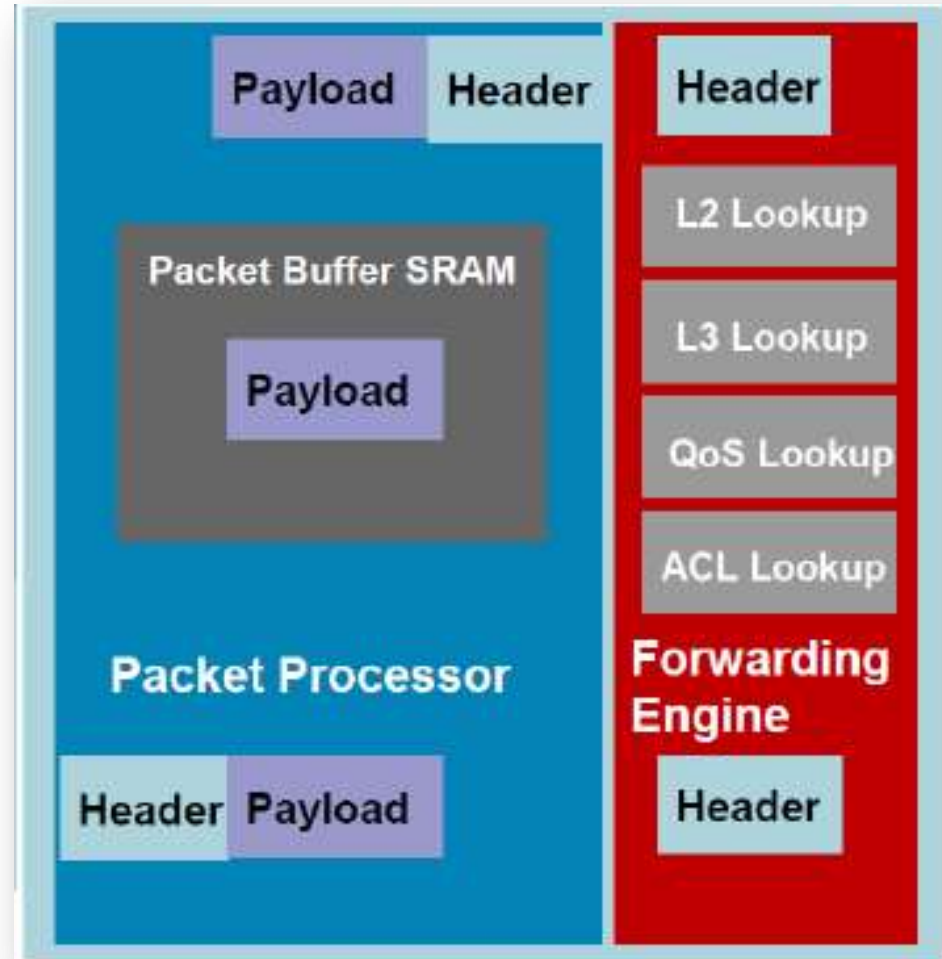 Payload
Header
Header
L2 Lookup
Packet Buffer SRAM
L3 Lookup
Payload
QoS Lookup
ACL Lookup
Packet Processor
Forwarding
Engine
Header
Payload
Header